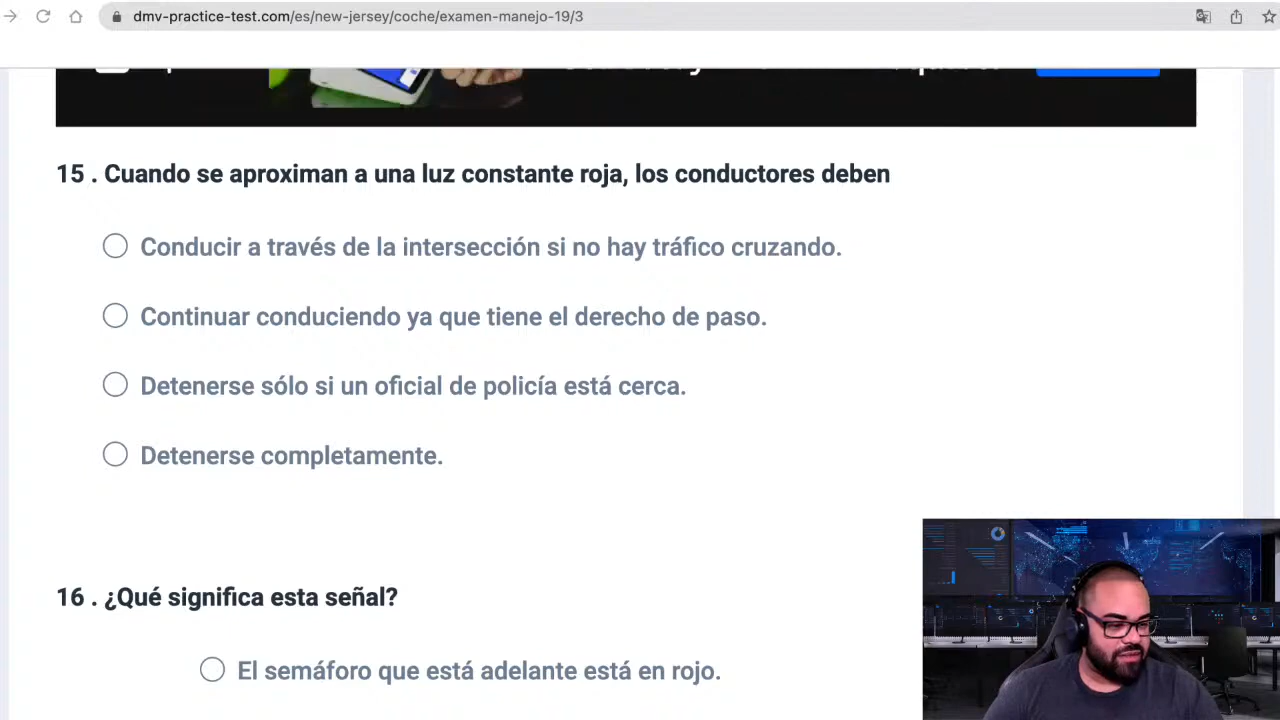 dmv-practice-test.com/es/new-jersey/coche/examen-manejo-19/3
15 . Cuando se aproximan a una luz constante roja, los conductores deben
Conducir a través de la intersección si no hay tráfico cruzando.
Continuar conduciendo ya que tiene el derecho de paso.
Detenerse sólo si un oficial de policía está cerca.
Detenerse completamente.
16 . ¿Qué significa esta señal?
El semáforo que está adelante está en rojo.